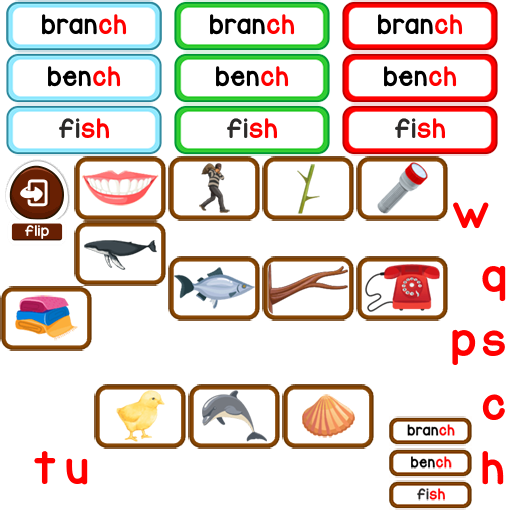 branch branch branch
bench bench bench
fish fish fish
flip
w
q
p s
c
branch
bench
h
t u
fish